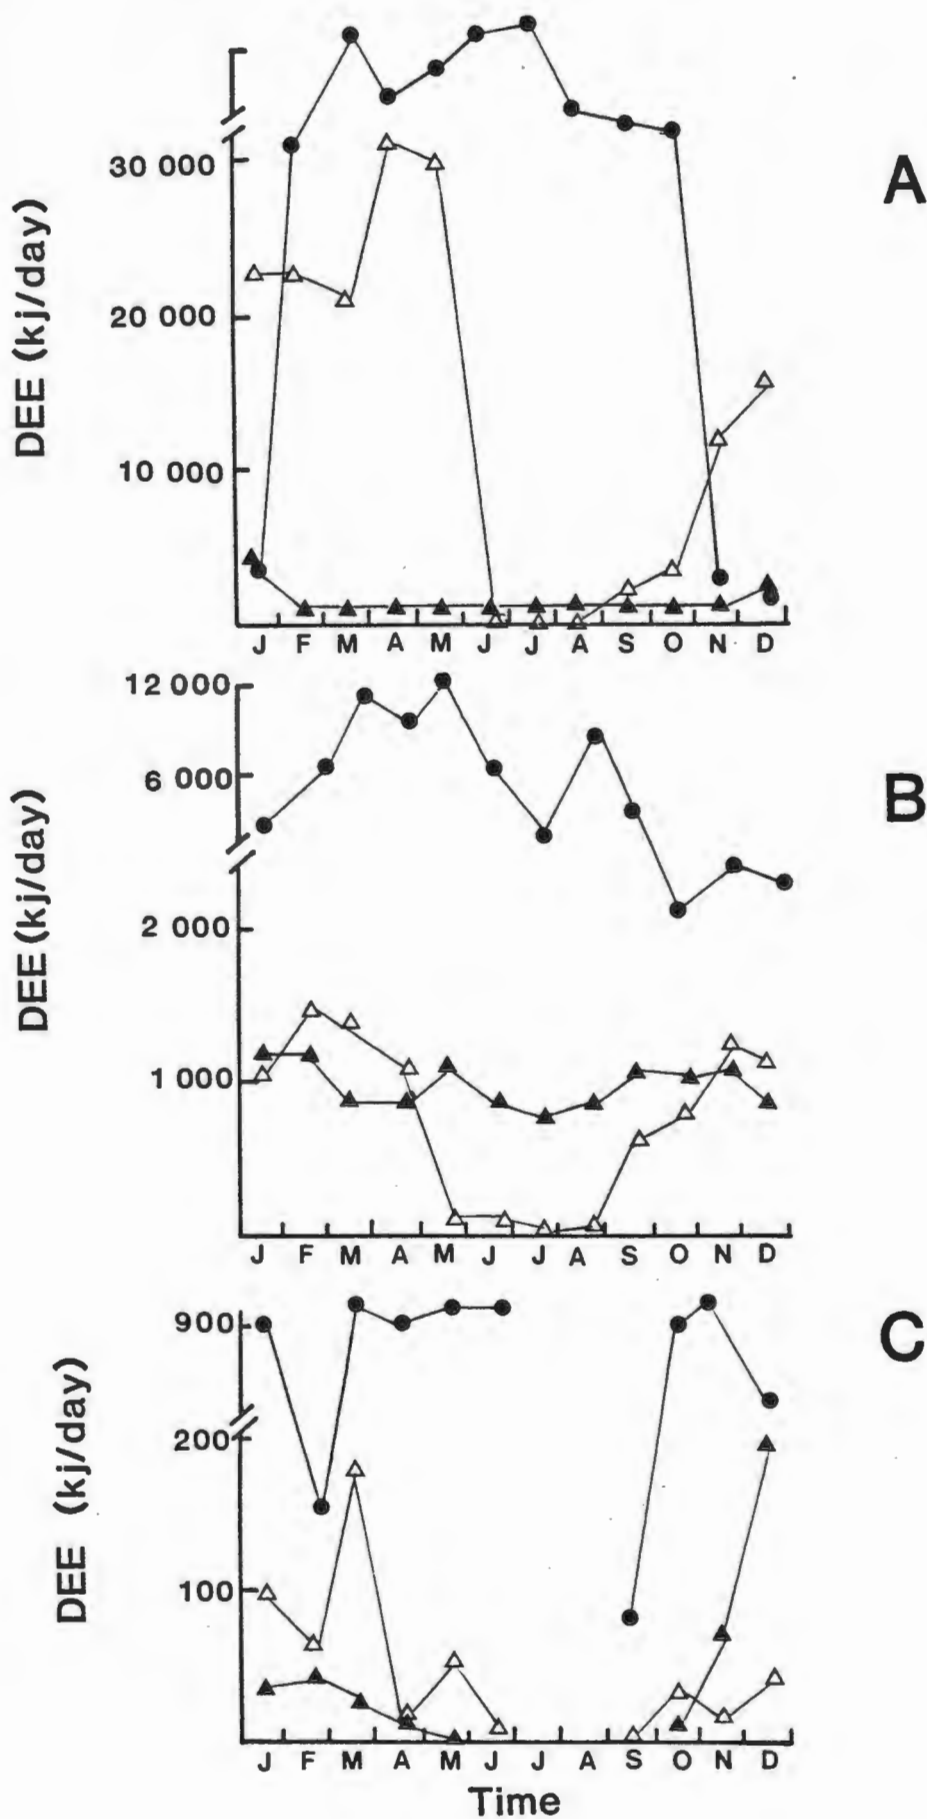 A
DEE (kj/day)
30 000
20 000
10 000
J F M A M J J A S O N D
B
DEE (kj/day)
12 000
6 000
2 000
1 000
J F M A M J J A S O N D
C
DEE (kj/day)
900
200
100
J F M A M J J A S O N D
Time